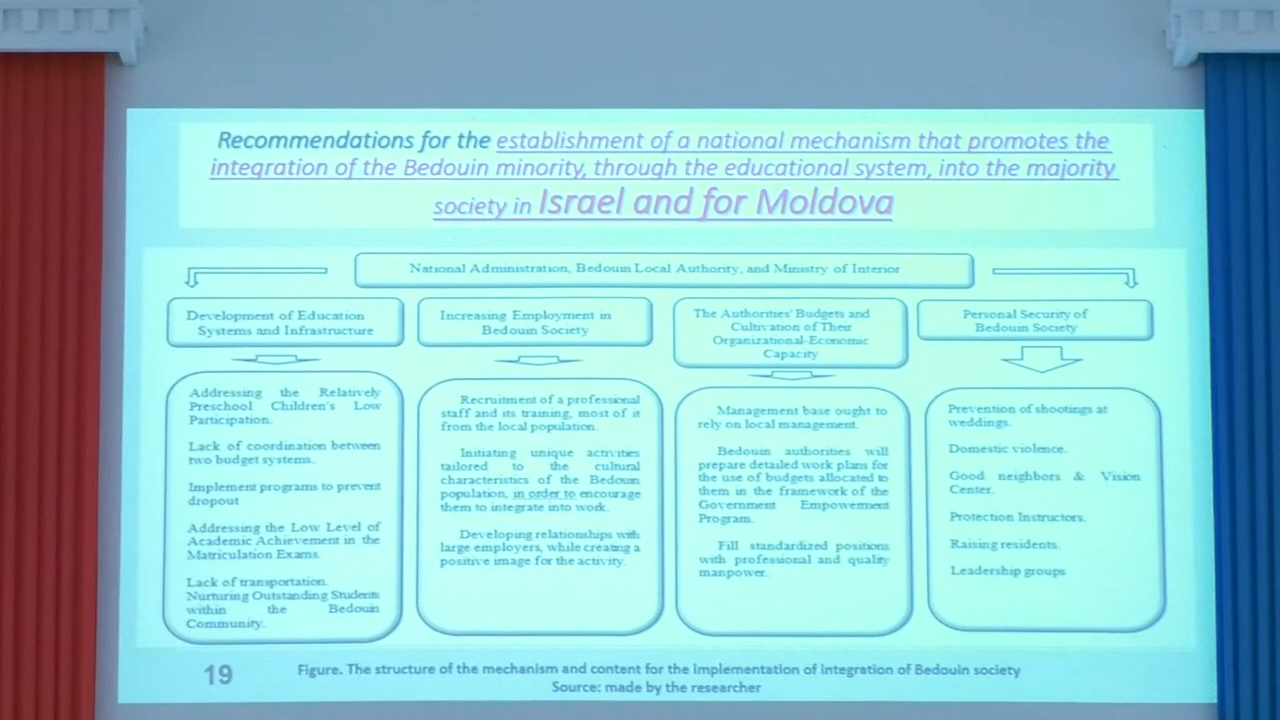 Recommendations for the establishment of a national mechanism that promotes the
integration of the Bedouin minority, through the educational system, into the majority
society in Israel and for Moldova
National Administration, Bedouin Local Authority, and Ministry of Interior
Development of Education
Systems and Infrastructure
Addressing the Relatively
Preschool Children's Low
Participation.
Lack of coordination between
two budget systems.
Implement programs to prevent
dropout
Addressing the Low Level of
Academic Achievement in the
Matriculation Exams.
Lack of transportation.
Nurturing Outstanding Students
within the Bedouin
Community.
Increasing Employment in
Bedouin Society
Recruitment of a professional
staff and its training, most of it
from the local population.
Initiating unique activities
tailored to the cultural
characteristics of the Bedouin
population, in order to encourage
them to integrate into work.
Developing relationships with
large employers, while creating a
positive image for the activity.
The Authorities' Budgets and
Cultivation of Their
Organizational-Economic
Capacity
Management base ought to
rely on local management.
Bedouin authorities will
prepare detailed work plans for
the use of budgets allocated to
them in the framework of the
Government Empowerment
Program.
Fill standardized positions
with professional and quality
manpower.
Personal Security of
Bedouin Society
Prevention of shootings at
weddings.
Domestic violence.
Good neighbors & Vision
Center.
Protection Instructors.
Raising residents.
Leadership groups
19
Figure. The structure of the mechanism and content for the implementation of integration of Bedouin society
Source: made by the researcher